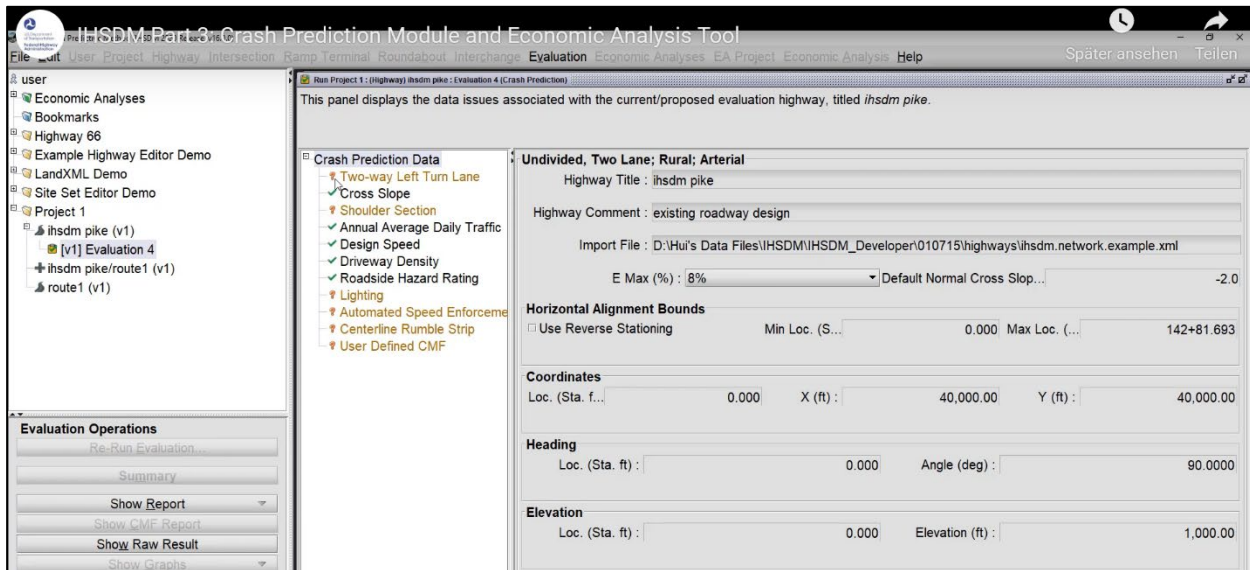 IHSDM Part 3: Crash Prediction Module and Economic Analysis Tool
File Edit User Project Highway Intersection Ramp Terminal Roundabout Interchange Evaluation Economic Analyses EA Project Economic Analysis Help
Später ansehen Teilen
user
Economic Analyses
Bookmarks
Highway 66
Example Highway Editor Demo
LandXML Demo
Site Set Editor Demo
Project 1
ihsdm pike (v1)
[v1] Evaluation 4
ihsdm pike/route1 (v1)
route1 (v1)
Evaluation Operations
Re-Run Evaluation...
Summary
Show Report
Show CMF Report
Show Raw Result
Show Graphs
Run Project 1 : (Highway) ihsdm pike : Evaluation 4 (Crash Prediction)
This panel displays the data issues associated with the current/proposed evaluation highway, titled ihsdm pike.
Crash Prediction Data
Two-way Left Turn Lane
Cross Slope
Shoulder Section
Annual Average Daily Traffic
Design Speed
Driveway Density
Roadside Hazard Rating
Lighting
Automated Speed Enforceme
Centerline Rumble Strip
User Defined CMF
Undivided, Two Lane; Rural; Arterial
Highway Title : ihsdm pike
Highway Comment : existing roadway design
Import File : D:\Hui's Data Files\IHSDM\IHSDM_Developer\010715\highways\ihsdm.network.example.xml
E Max (%) : 8% Default Normal Cross Slop... -2.0
Horizontal Alignment Bounds
Use Reverse Stationing Min Loc. (S... 0.000 Max Loc. (... 142+81.693
Coordinates
Loc. (Sta. f... 0.000 X (ft) : 40,000.00 Y (ft) : 40,000.00
Heading
Loc. (Sta. ft) : 0.000 Angle (deg) : 90.0000
Elevation
Loc. (Sta. ft) : 0.000 Elevation (ft) : 1,000.00